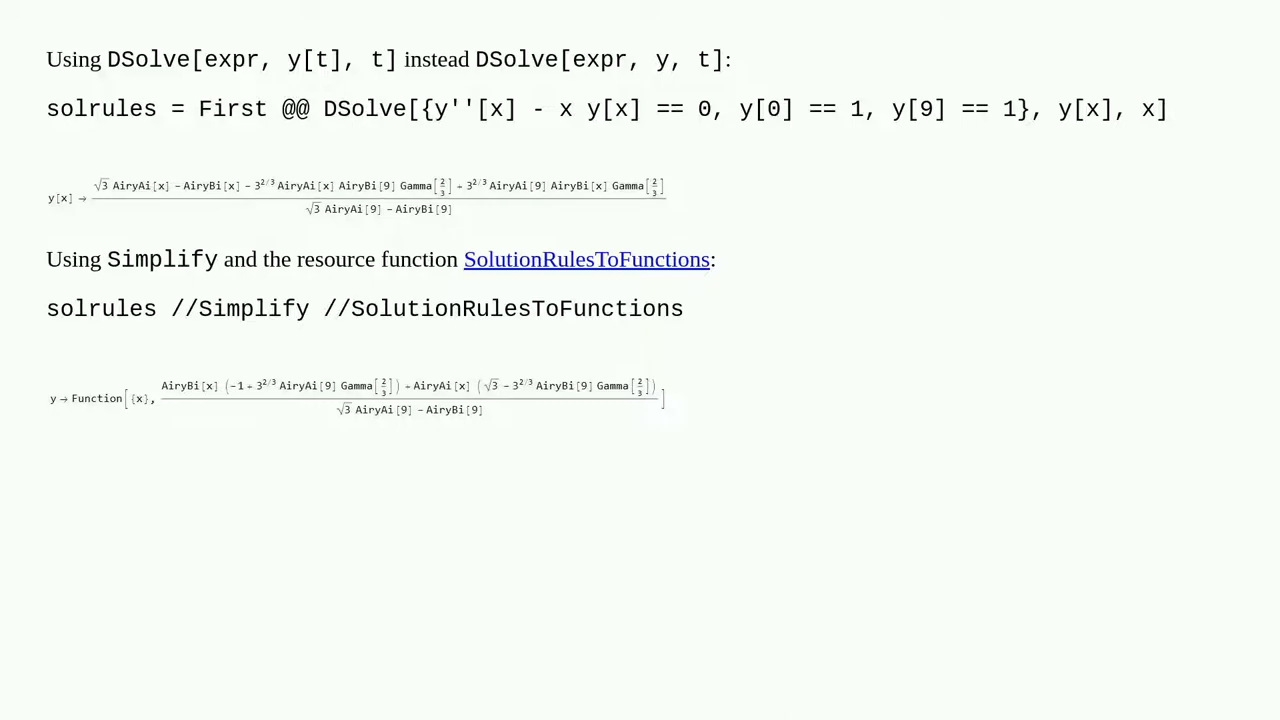 Using DSolve[expr, y[t], t] instead DSolve[expr, y, t]:
solrules = First @@ DSolve[{y''[x] - x y[x] == 0, y[0] == 1, y[9] == 1}, y[x], x]
y[x] → (√3 AiryAi[x] − AiryBi[x] − 3^(2/3) AiryAi[x] AiryBi[9] Gamma[2/3] + 3^(2/3) AiryAi[9] AiryBi[x] Gamma[2/3]) / (√3 AiryAi[9] − AiryBi[9])
Using Simplify and the resource function SolutionRulesToFunctions:
solrules //Simplify //SolutionRulesToFunctions
y → Function[{x}, (AiryBi[x] (−1 + 3^(2/3) AiryAi[9] Gamma[2/3]) + AiryAi[x] (√3 − 3^(2/3) AiryBi[9] Gamma[2/3])) / (√3 AiryAi[9] − AiryBi[9])]